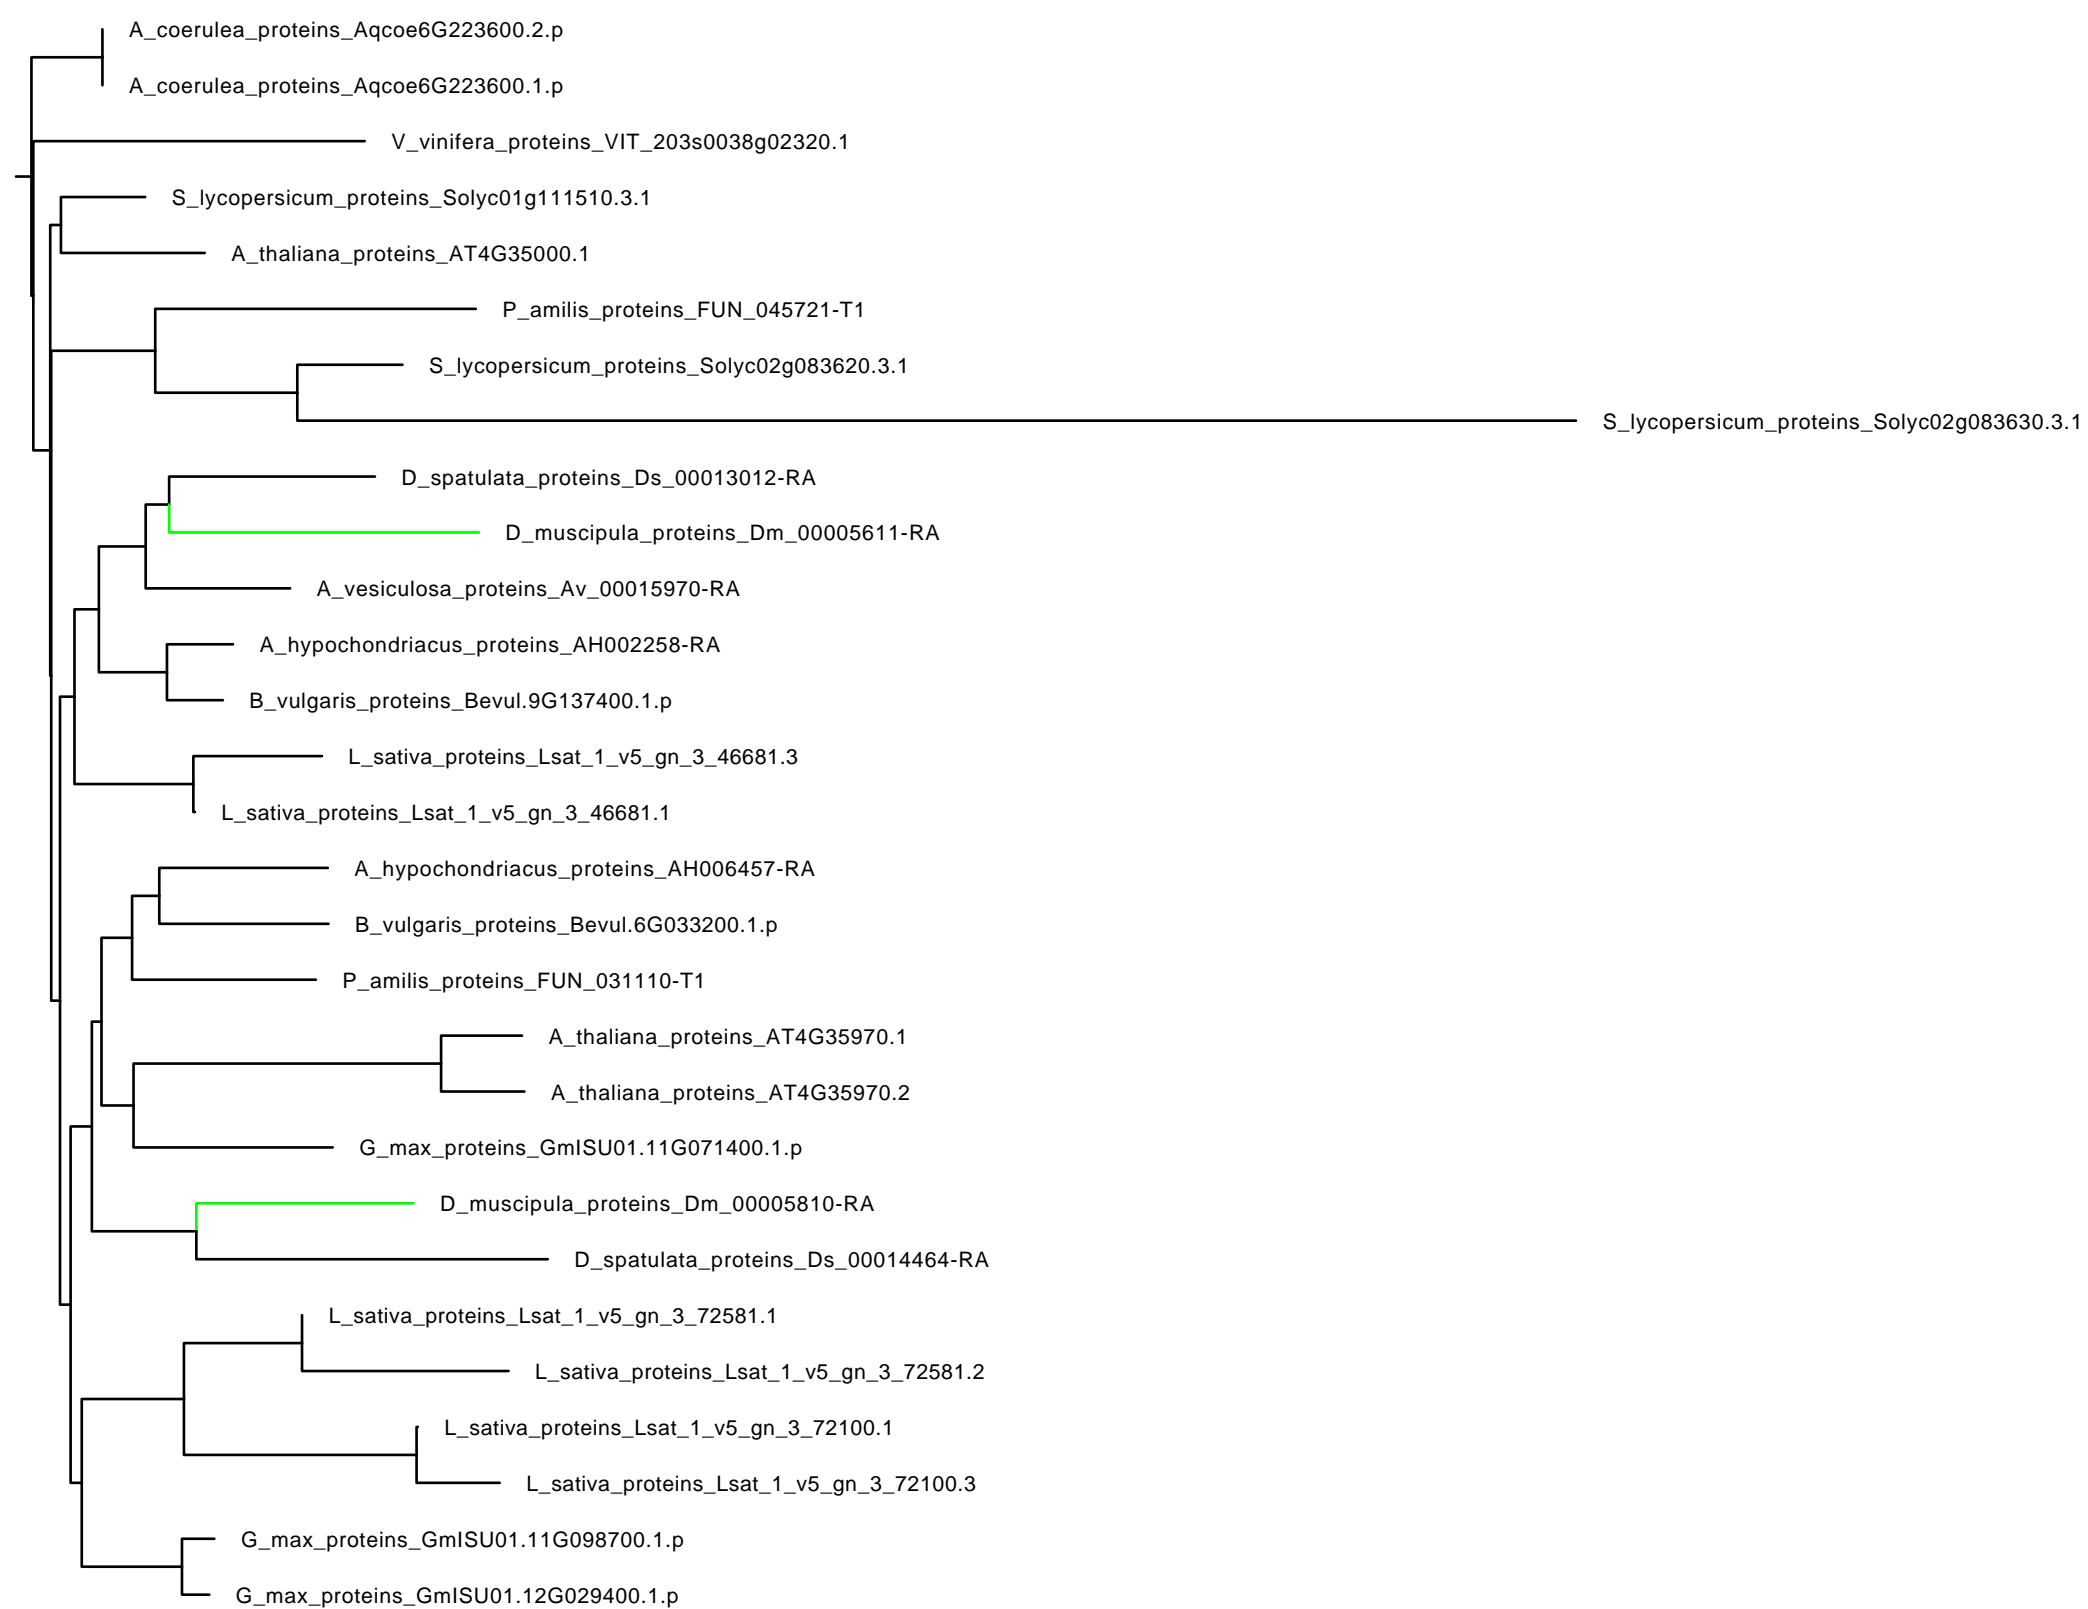 A_coerulea_proteins_Aqcoe6G223600.2.p
A_coerulea_proteins_Aqcoe6G223600.1.p
V_vinifera_proteins_VIT_203s0038g02320.1
S_lycopersicum_proteins_Solyc01g111510.3.1
A_thaliana_proteins_AT4G35000.1
P_amilis_proteins_FUN_045721-T1
S_lycopersicum_proteins_Solyc02g083620.3.1
S_lycopersicum_proteins_Solyc02g083630.3.1
D_spatulata_proteins_Ds_00013012-RA
D_muscipula_proteins_Dm_00005611-RA
A_vesiculosa_proteins_Av_00015970-RA
A_hypochondriacus_proteins_AH002258-RA
B_vulgaris_proteins_Bevul.9G137400.1.p
L_sativa_proteins_Lsat_1_v5_gn_3_46681.3
L_sativa_proteins_Lsat_1_v5_gn_3_46681.1
A_hypochondriacus_proteins_AH006457-RA
B_vulgaris_proteins_Bevul.6G033200.1.p
P_amilis_proteins_FUN_031110-T1
A_thaliana_proteins_AT4G35970.1
A_thaliana_proteins_AT4G35970.2
G_max_proteins_GmISU01.11G071400.1.p
D_muscipula_proteins_Dm_00005810-RA
D_spatulata_proteins_Ds_00014464-RA
L_sativa_proteins_Lsat_1_v5_gn_3_72581.1
L_sativa_proteins_Lsat_1_v5_gn_3_72581.2
L_sativa_proteins_Lsat_1_v5_gn_3_72100.1
L_sativa_proteins_Lsat_1_v5_gn_3_72100.3
G_max_proteins_GmISU01.11G098700.1.p
G_max_proteins_GmISU01.12G029400.1.p